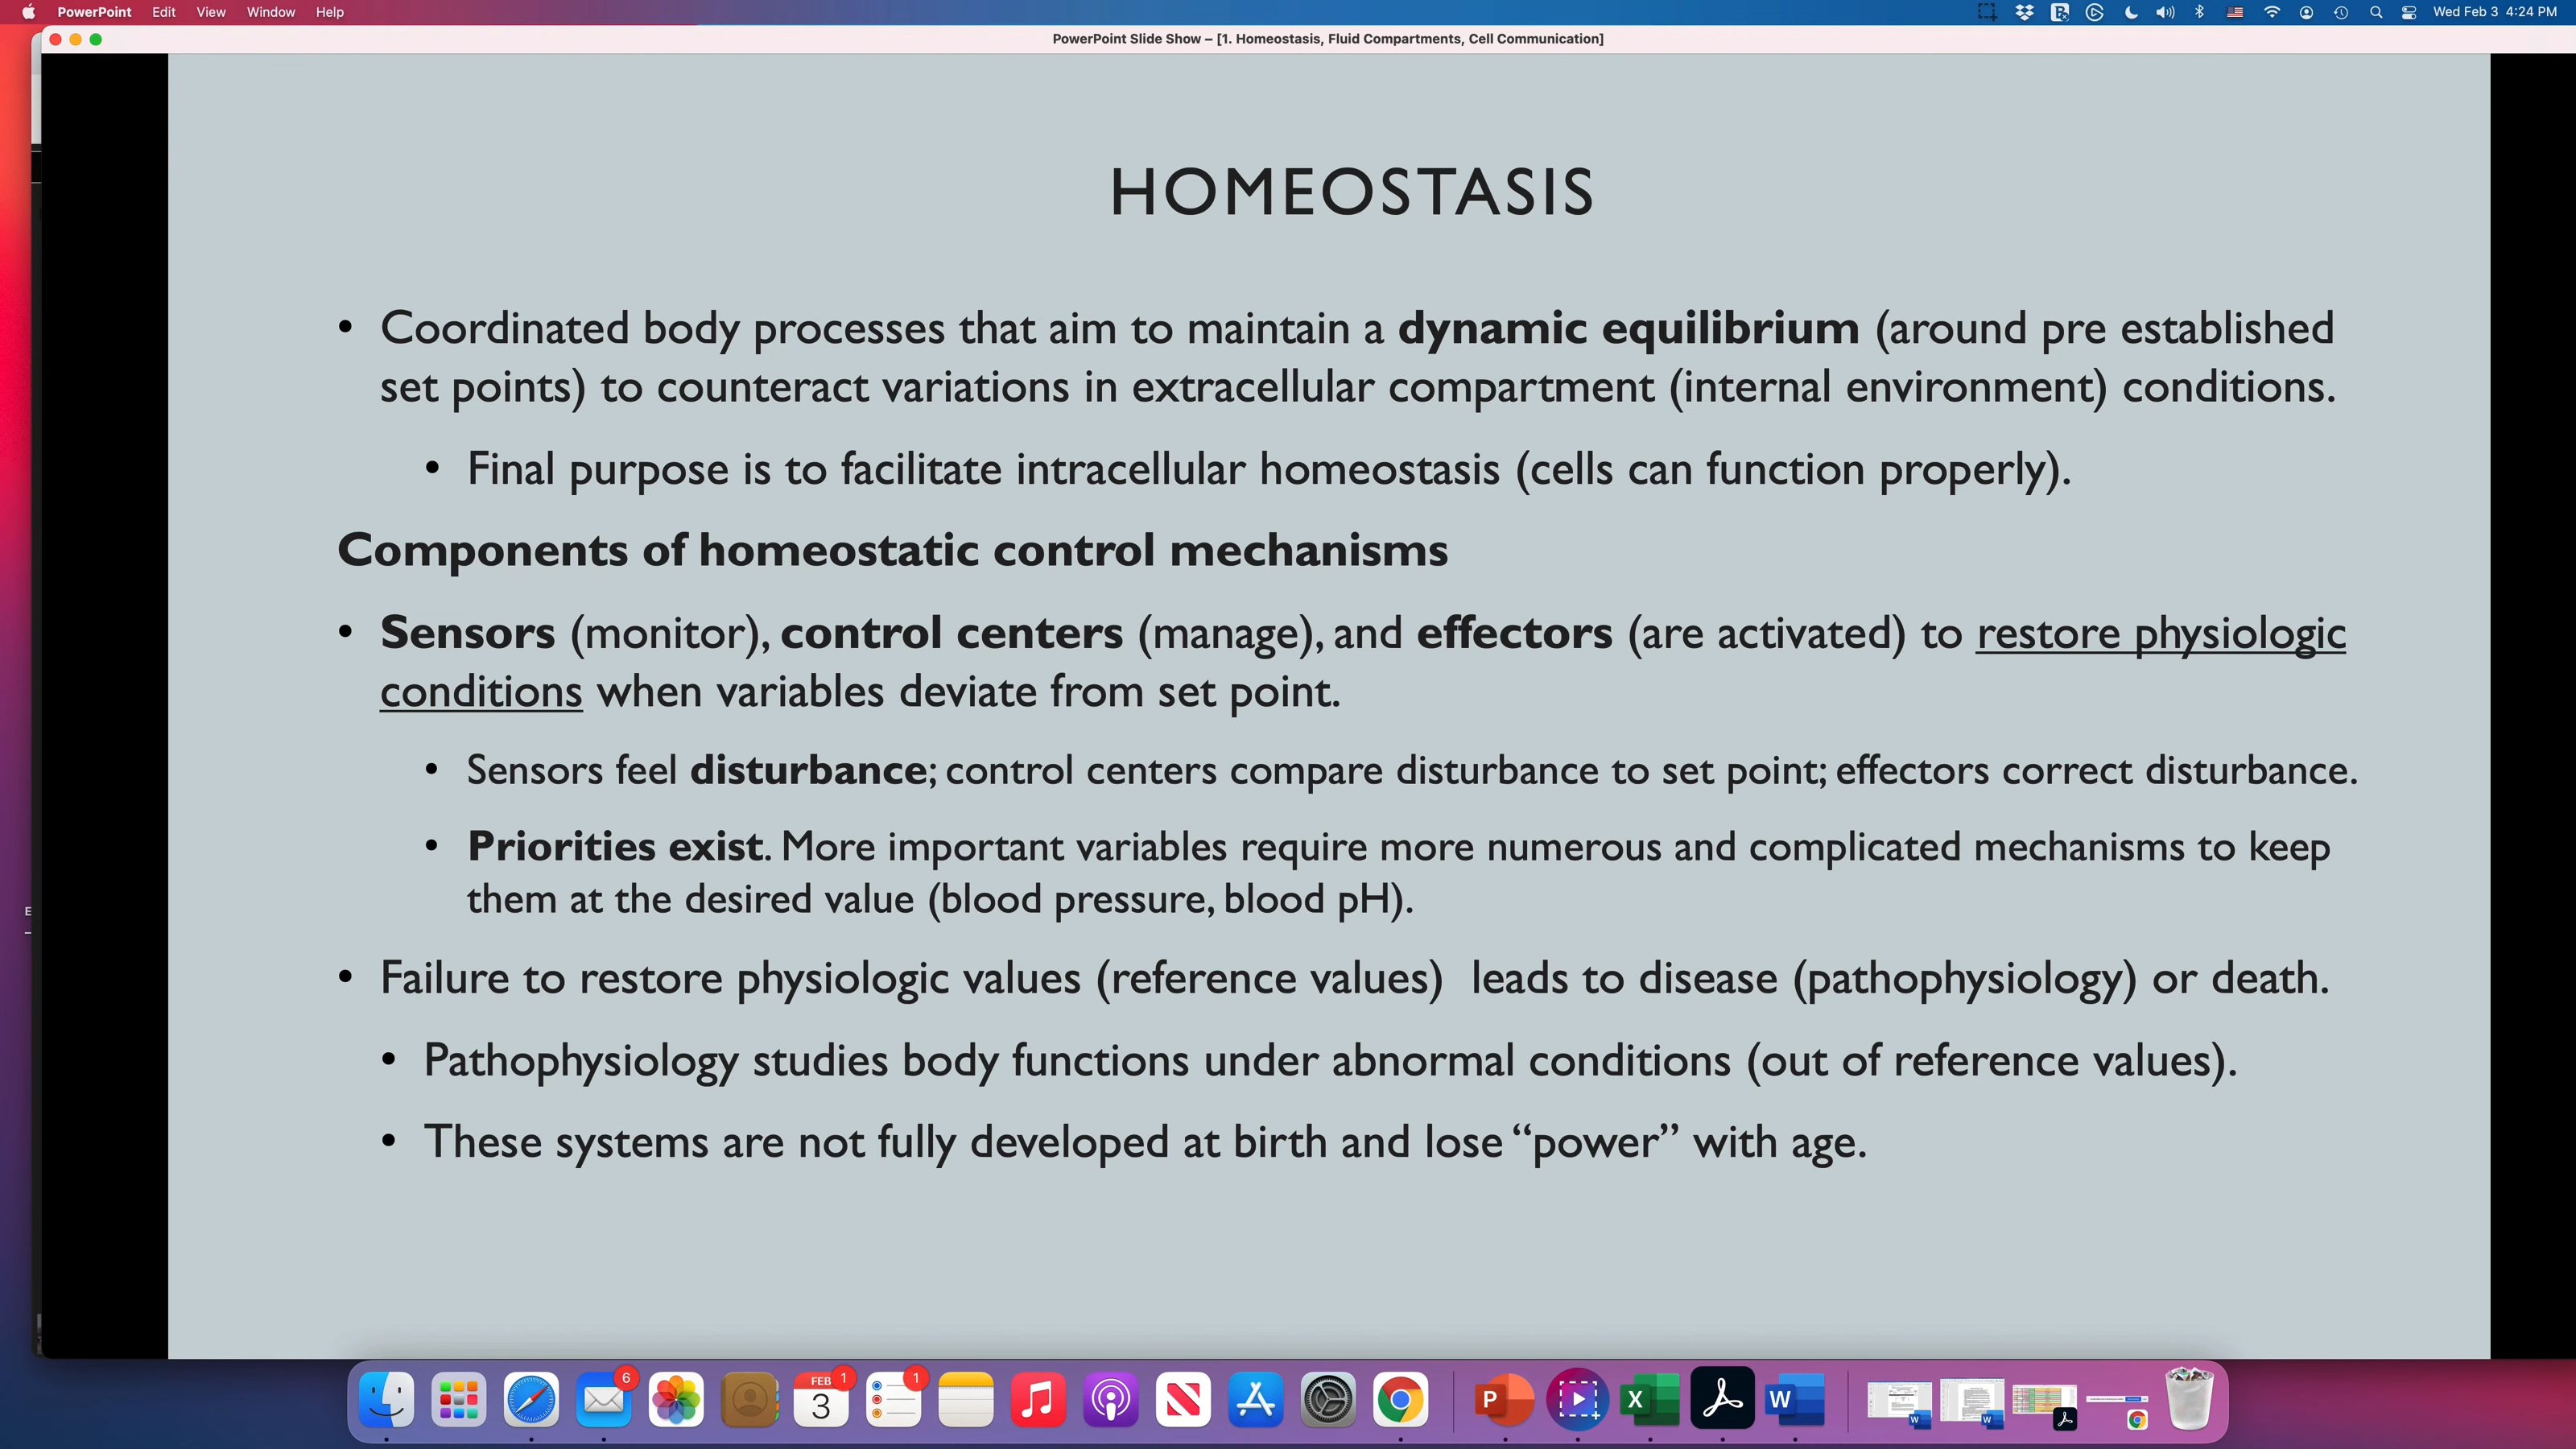 PowerPoint Edit View Window Help Wed Feb 3 4:24 PM
PowerPoint Slide Show – [1. Homeostasis, Fluid Compartments, Cell Communication]
HOMEOSTASIS
• Coordinated body processes that aim to maintain a dynamic equilibrium (around pre established
set points) to counteract variations in extracellular compartment (internal environment) conditions.
• Final purpose is to facilitate intracellular homeostasis (cells can function properly).
Components of homeostatic control mechanisms
• Sensors (monitor), control centers (manage), and effectors (are activated) to restore physiologic
conditions when variables deviate from set point.
• Sensors feel disturbance; control centers compare disturbance to set point; effectors correct disturbance.
• Priorities exist. More important variables require more numerous and complicated mechanisms to keep
them at the desired value (blood pressure, blood pH).
• Failure to restore physiologic values (reference values) leads to disease (pathophysiology) or death.
• Pathophysiology studies body functions under abnormal conditions (out of reference values).
• These systems are not fully developed at birth and lose “power” with age.
6
FEB 1
3
1
P
X
W
W
W